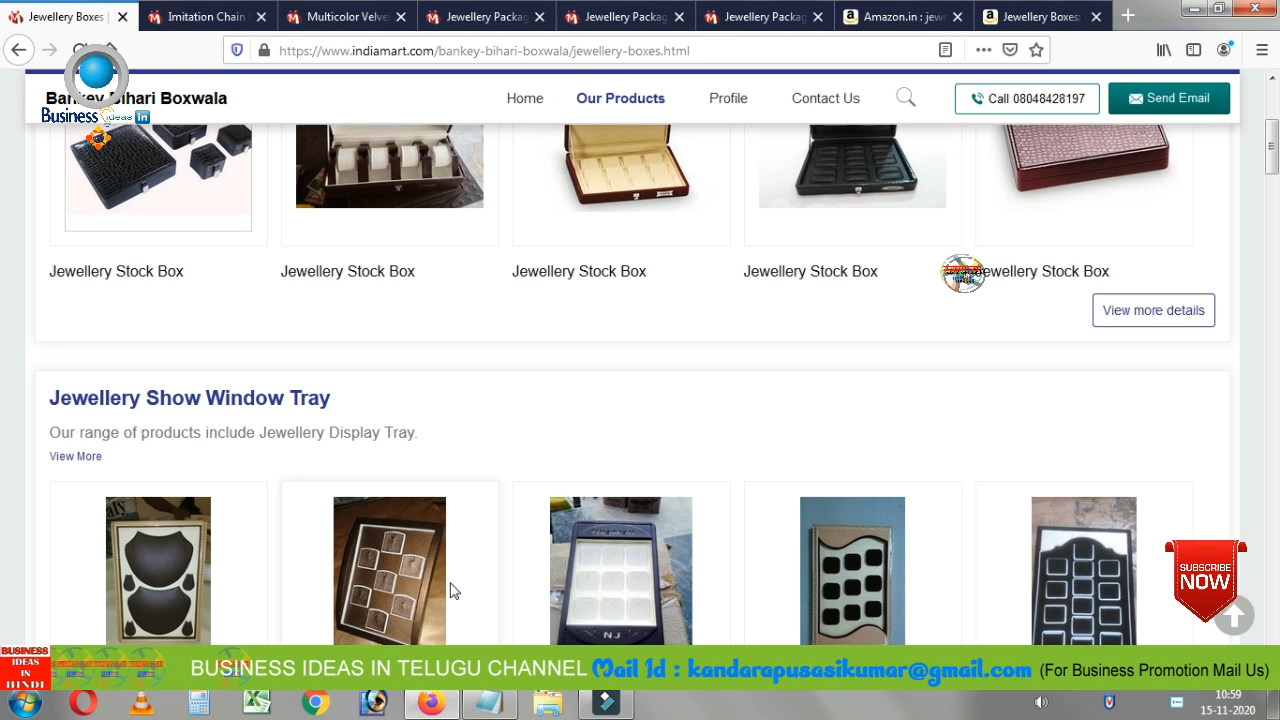 Jewellery Boxes |
Imitation Chain
Multicolor Velve
Jewellery Packag
Jewellery Packag
Jewellery Packag
Amazon.in : jew
Jewellery Boxes:
https://www.indiamart.com/bankey-bihari-boxwala/jewellery-boxes.html
Bankey Bihari Boxwala
Home
Our Products
Profile
Contact Us
Call 08048428197
Send Email
Business ideas in
Jewellery Stock Box
Jewellery Stock Box
Jewellery Stock Box
Jewellery Stock Box
Jewellery Stock Box
View more details
Jewellery Show Window Tray
Our range of products include Jewellery Display Tray.
View More
NJ
SUBSCRIBE
NOW
BUSINESS
IDEAS
IN
HINDI
BUSINESS IDEAS IN TELUGU CHANNEL
Mail Id : kandarapusasikumar@gmail.com
(For Business Promotion Mail Us)
10:59
15-11-2020